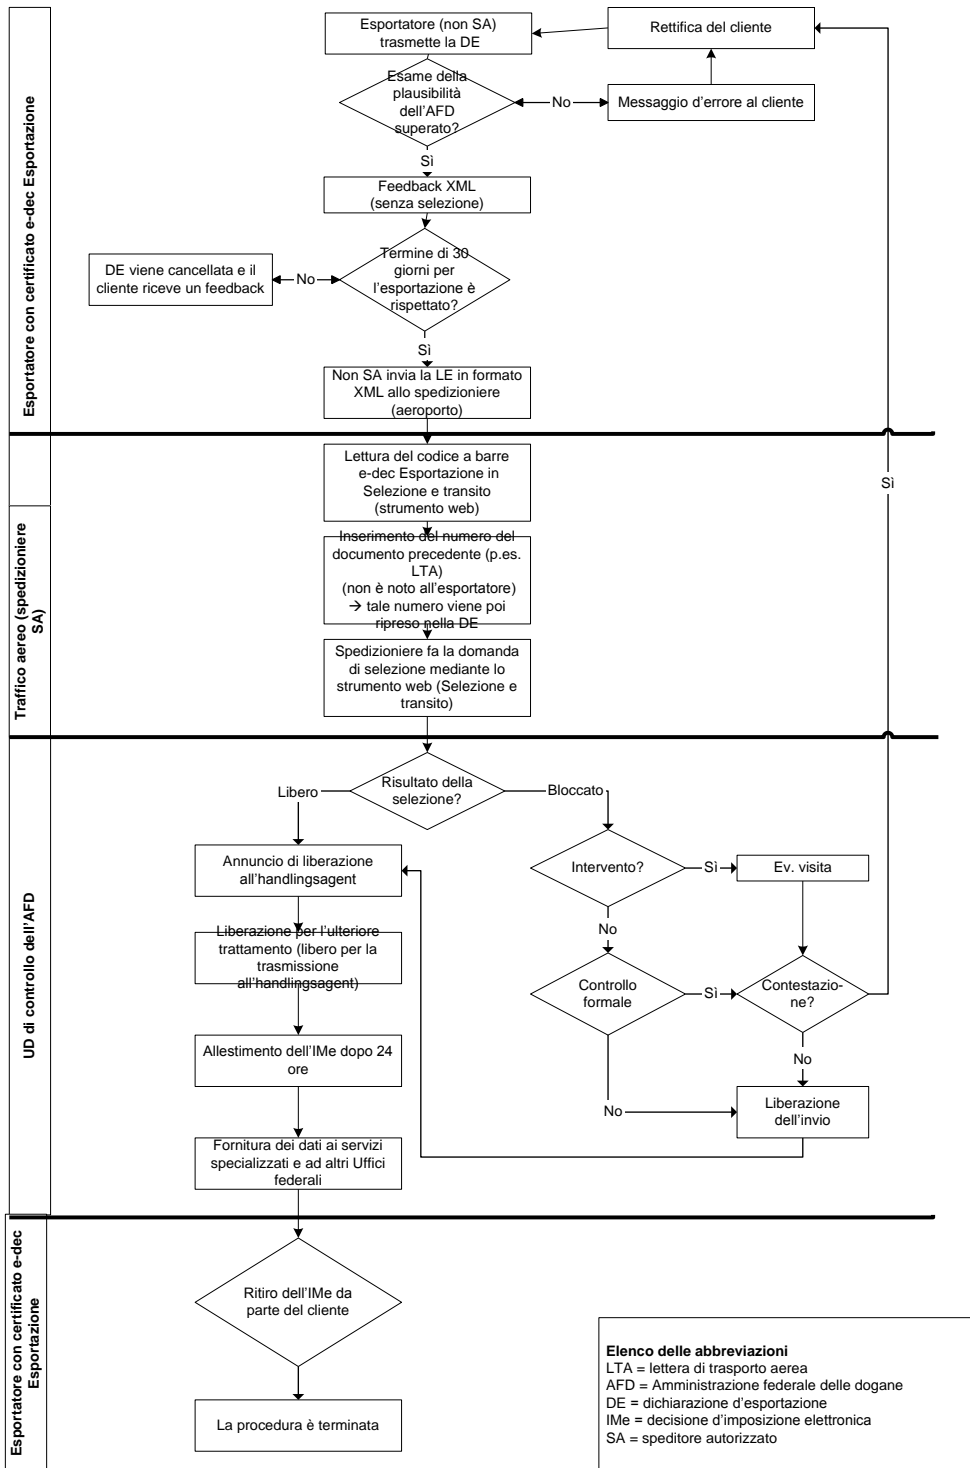 Esportatore con certificato e-dec Esportazione
Esportatore (non SA)
trasmette la DE
Rettifica del cliente
Esame della
plausibilità
dell'AFD
superato?
No
Messaggio d'errore al cliente
Sì
Feedback XML
(senza selezione)
Termine di 30
giorni per
l'esportazione è
rispettato?
No
DE viene cancellata e il
cliente riceve un feedback
Sì
Non SA invia la LE in formato
XML allo spedizioniere
(aeroporto)
Traffico aereo (spedizioniere
SA)
Lettura del codice a barre
e-dec Esportazione in
Selezione e transito
(strumento web)
Sì
Inserimento del numero del
documento precedente (p.es.
LTA)
(non è noto all'esportatore)
→ tale numero viene poi
ripreso nella DE
Spedizioniere fa la domanda
di selezione mediante lo
strumento web (Selezione e
transito)
UD di controllo dell'AFD
Risultato della
selezione?
Libero
Bloccato
Annuncio di liberazione
all'handlingsagent
Intervento?
Sì
Ev. visita
Liberazione per l'ulteriore
trattamento (libero per la
trasmissione
all'handlingsagent)
No
Controllo
formale
Sì
Contestazio-
ne?
Allestimento dell'IMe dopo 24
ore
No
No
Liberazione
dell'invio
Fornitura dei dati ai servizi
specializzati e ad altri Uffici
federali
Esportatore con certificato e-dec
Esportazione
Ritiro dell'IMe da
parte del cliente
La procedura è terminata
Elenco delle abbreviazioni
LTA = lettera di trasporto aerea
AFD = Amministrazione federale delle dogane
DE = dichiarazione d'esportazione
IMe = decisione d'imposizione elettronica
SA = speditore autorizzato